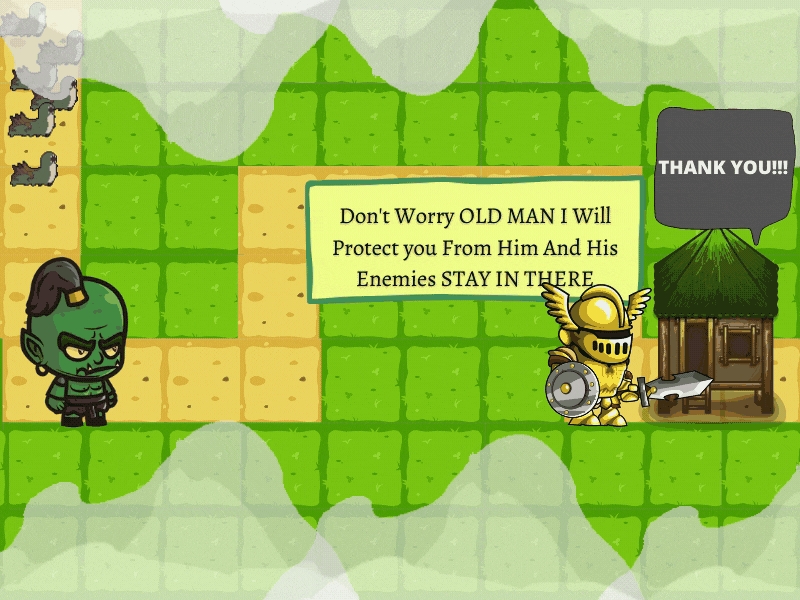 Don't Worry OLD MAN I Will
Protect you From Him And His
Enemies STAY IN THERE
THANK YOU!!!